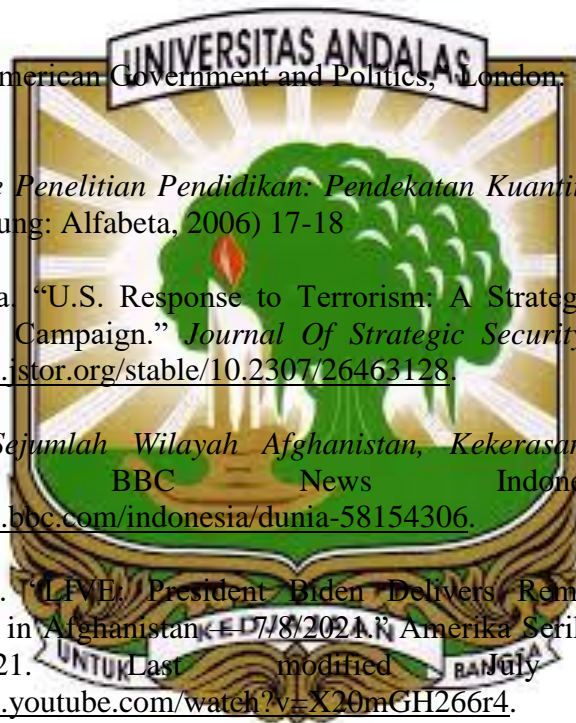 UNIVERSITAS ANDALAS
merican Government and Politics," London:
Penelitian Pendidikan: Pendekatan Kuanti
ung: Alfabeta, 2006) 17-18
a. “U.S. Response to Terrorism: A Strateg
Campaign.” Journal Of Strategic Security
.jstor.org/stable/10.2307/26463128.
Sejumlah Wilayah Afghanistan, Kekerasan
BBC News Indone
.bbc.com/indonesia/dunia-58154306.
. “LIVE: President Biden Delivers Rem
in Afghanistan — 7/8/2021.” Amerika Serik
KEDJAJAAN
21. Last modified July
UNTUK BANGSA
.youtube.com/watch?v=X20mGH266r4.